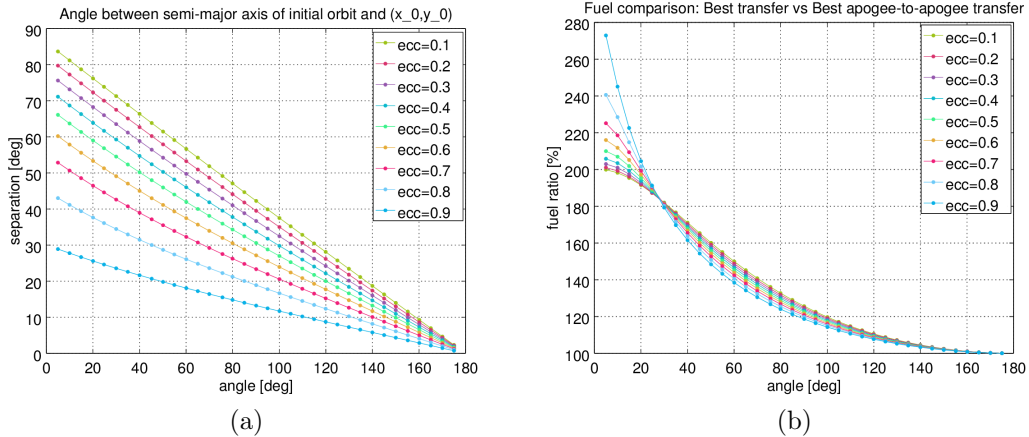 Angle between semi-major axis of initial orbit and (x_0,y_0)
90
80
70
60
50
40
30
20
10
0
separation [deg]
0 20 40 60 80 100 120 140 160 180
angle [deg]
ecc=0.1
ecc=0.2
ecc=0.3
ecc=0.4
ecc=0.5
ecc=0.6
ecc=0.7
ecc=0.8
ecc=0.9
(a)
Fuel comparison: Best transfer vs Best apogee-to-apogee transfer
280
260
240
220
200
180
160
140
120
100
fuel ratio [%]
0 20 40 60 80 100 120 140 160 180
angle [deg]
ecc=0.1
ecc=0.2
ecc=0.3
ecc=0.4
ecc=0.5
ecc=0.6
ecc=0.7
ecc=0.8
ecc=0.9
(b)